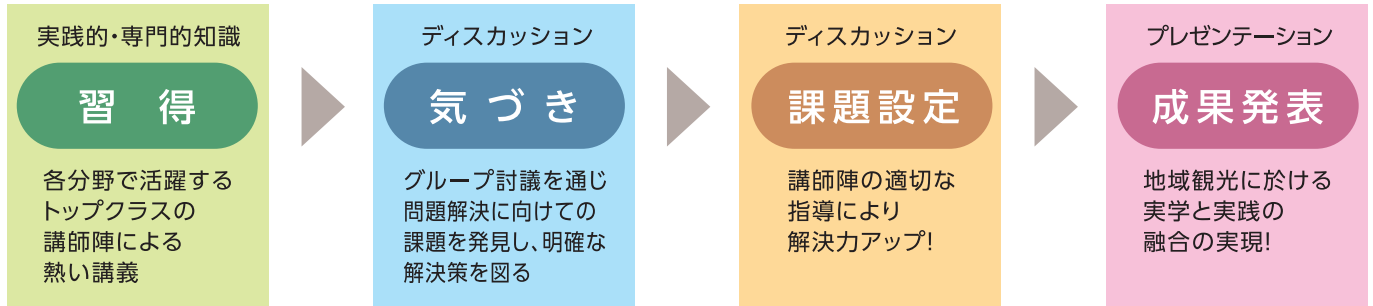 実践的・専門的知識
習 得
各分野で活躍する
トップクラスの
講師陣による
熱い講義
ディスカッション
気づき
グループ討議を通じ
問題解決に向けての
課題を発見し、明確な
解決策を図る
ディスカッション
課題設定
講師陣の適切な
指導により
解決力アップ!
プレゼンテーション
成果発表
地域観光に於ける
実学と実践の
融合の実現!